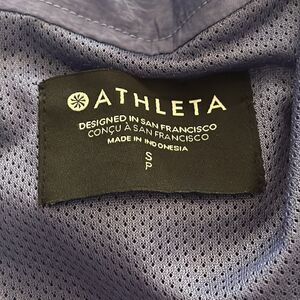 ATHLETA
DESIGNED IN SAN FRANCISCO
CONÇU À SAN FRANCISCO
MADE IN INDONESIA
S
P